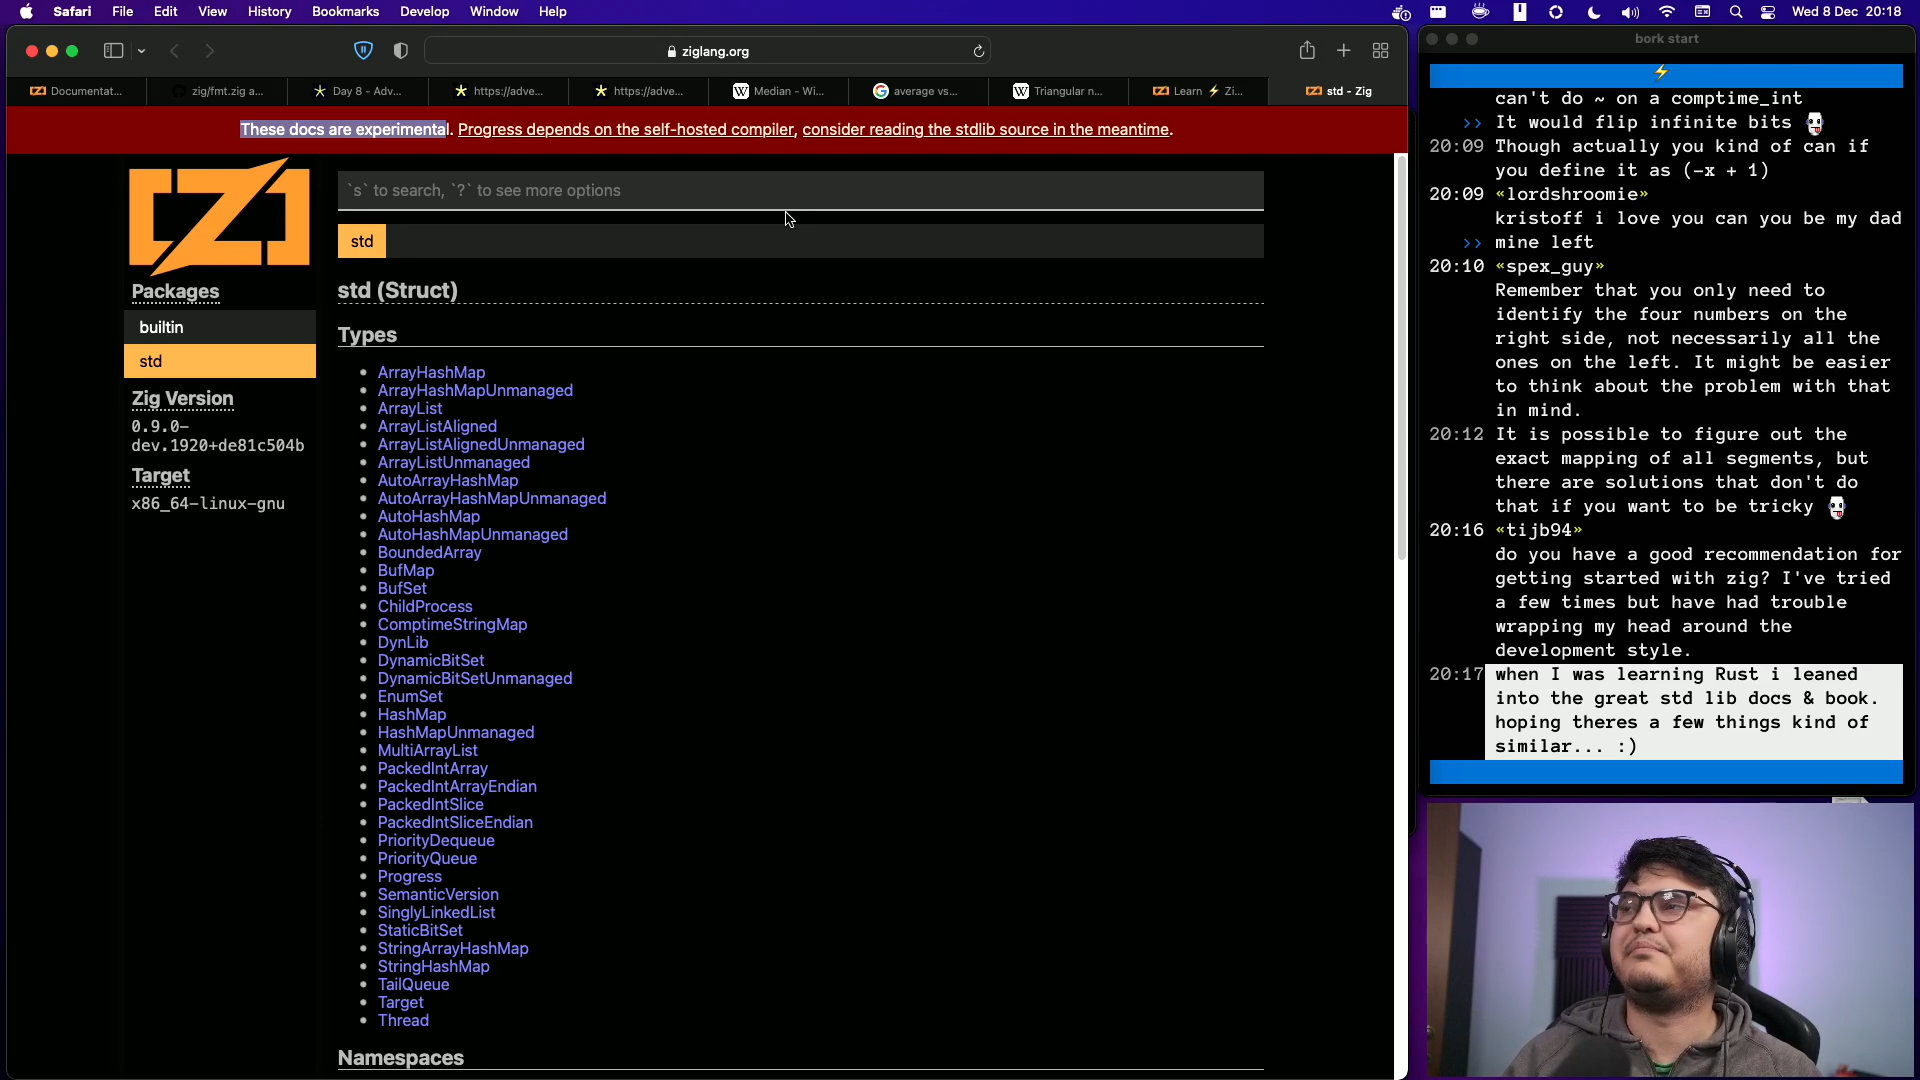 Safari File Edit View History Bookmarks Develop Window Help
Wed 8 Dec 20:18
ziglang.org
Documentat...
zig/fmt.zig a...
Day 8 - Adv...
https://adve...
https://adve...
Median - Wi...
average vs...
Triangular n...
Learn ⚡ Zi...
std - Zig
These docs are experimental. Progress depends on the self-hosted compiler, consider reading the stdlib source in the meantime.
`s` to search, `?` to see more options
std
Packages
builtin
std
Zig Version
0.9.0-
dev.1920+de81c504b
Target
x86_64-linux-gnu
std (Struct)
Types
ArrayHashMap
ArrayHashMapUnmanaged
ArrayList
ArrayListAligned
ArrayListAlignedUnmanaged
ArrayListUnmanaged
AutoArrayHashMap
AutoArrayHashMapUnmanaged
AutoHashMap
AutoHashMapUnmanaged
BoundedArray
BufMap
BufSet
ChildProcess
ComptimeStringMap
DynLib
DynamicBitSet
DynamicBitSetUnmanaged
EnumSet
HashMap
HashMapUnmanaged
MultiArrayList
PackedIntArray
PackedIntArrayEndian
PackedIntSlice
PackedIntSliceEndian
PriorityDequeue
PriorityQueue
Progress
SemanticVersion
SinglyLinkedList
StaticBitSet
StringArrayHashMap
StringHashMap
TailQueue
Target
Thread
Namespaces
bork start
can't do ~ on a comptime_int
>> It would flip infinite bits
20:09 Though actually you kind of can if
you define it as (-x + 1)
20:09 «lordshroomie»
kristoff i love you can you be my dad
>> mine left
20:10 «spex_guy»
Remember that you only need to
identify the four numbers on the
right side, not necessarily all the
ones on the left. It might be easier
to think about the problem with that
in mind.
20:12 It is possible to figure out the
exact mapping of all segments, but
there are solutions that don't do
that if you want to be tricky
20:16 «tijb94»
do you have a good recommendation for
getting started with zig? I've tried
a few times but have had trouble
wrapping my head around the
development style.
20:17 when I was learning Rust i leaned
into the great std lib docs & book.
hoping theres a few things kind of
similar... :)